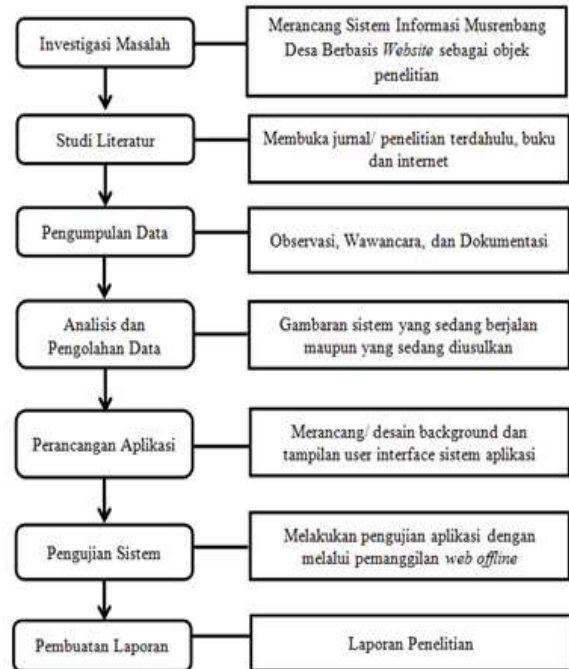 Investigasi Masalah
Merancang Sistem Informasi Musrenbang
Desa Berbasis Website sebagai objek
penelitian
Studi Literatur
Membuka jurnal/ penelitian terdahulu, buku
dan internet
Pengumpulan Data
Observasi, Wawancara, dan Dokumentasi
Analisis dan
Pengolahan Data
Gambaran sistem yang sedang berjalan
maupun yang sedang diusulkan
Perancangan Aplikasi
Merancang/ desain background dan
tampilan user interface sistem aplikasi
Pengujian Sistem
Melakukan pengujian aplikasi dengan
melalui pemanggilan web offline
Pembuatan Laporan
Laporan Penelitian